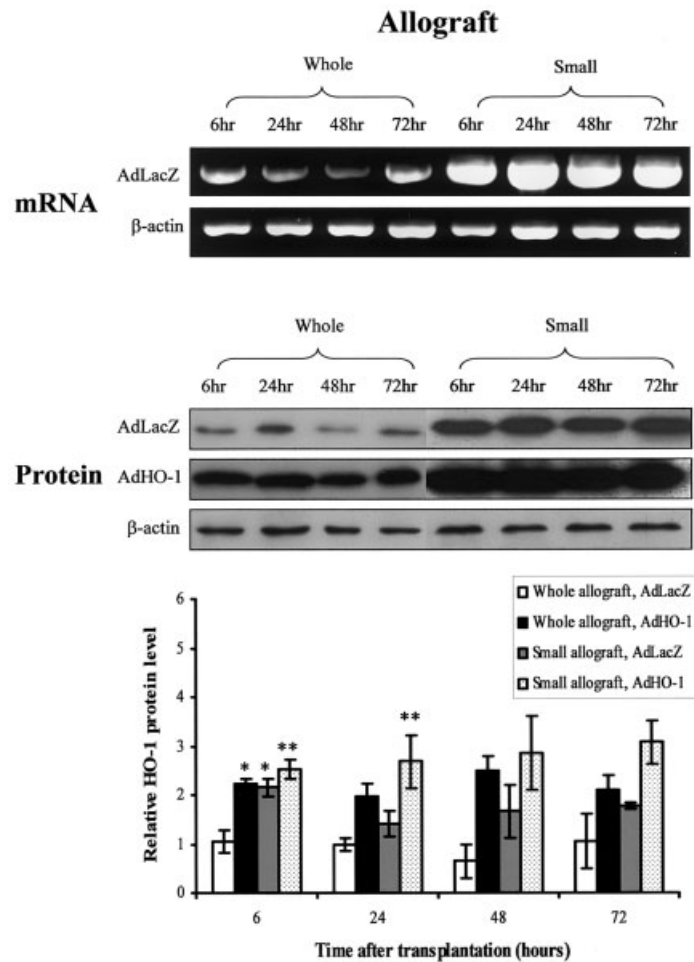 Allograft
Whole Small
6hr 24hr 48hr 72hr 6hr 24hr 48hr 72hr
mRNA
AdLacZ
β-actin
Whole Small
6hr 24hr 48hr 72hr 6hr 24hr 48hr 72hr
Protein
AdLacZ
AdHO-1
β-actin
Whole allograft, AdLacZ
Whole allograft, AdHO-1
Small allograft, AdLacZ
Small allograft, AdHO-1
Relative HO-1 protein level
6
5
4
3
2
1
0
* * ** **
6 24 48 72
Time after transplantation (hours)